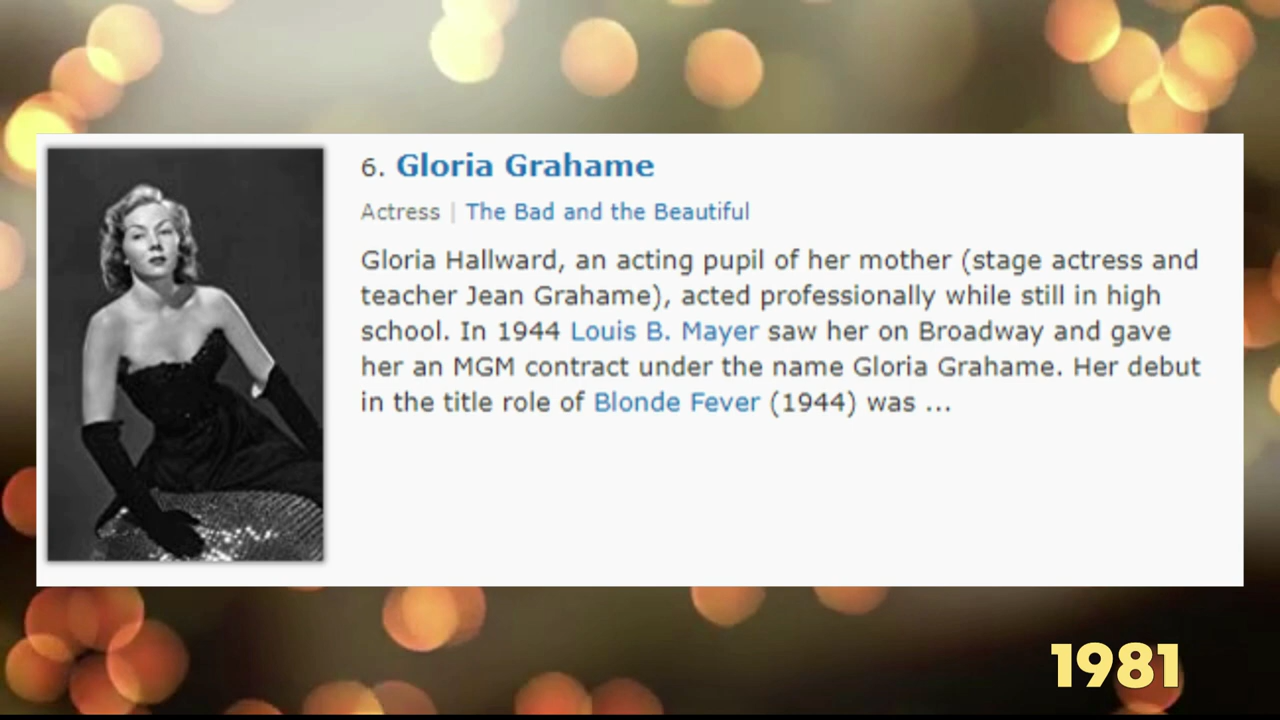 6. Gloria Grahame
Actress | The Bad and the Beautiful
Gloria Hallward, an acting pupil of her mother (stage actress and
teacher Jean Grahame), acted professionally while still in high
school. In 1944 Louis B. Mayer saw her on Broadway and gave
her an MGM contract under the name Gloria Grahame. Her debut
in the title role of Blonde Fever (1944) was ...
1981